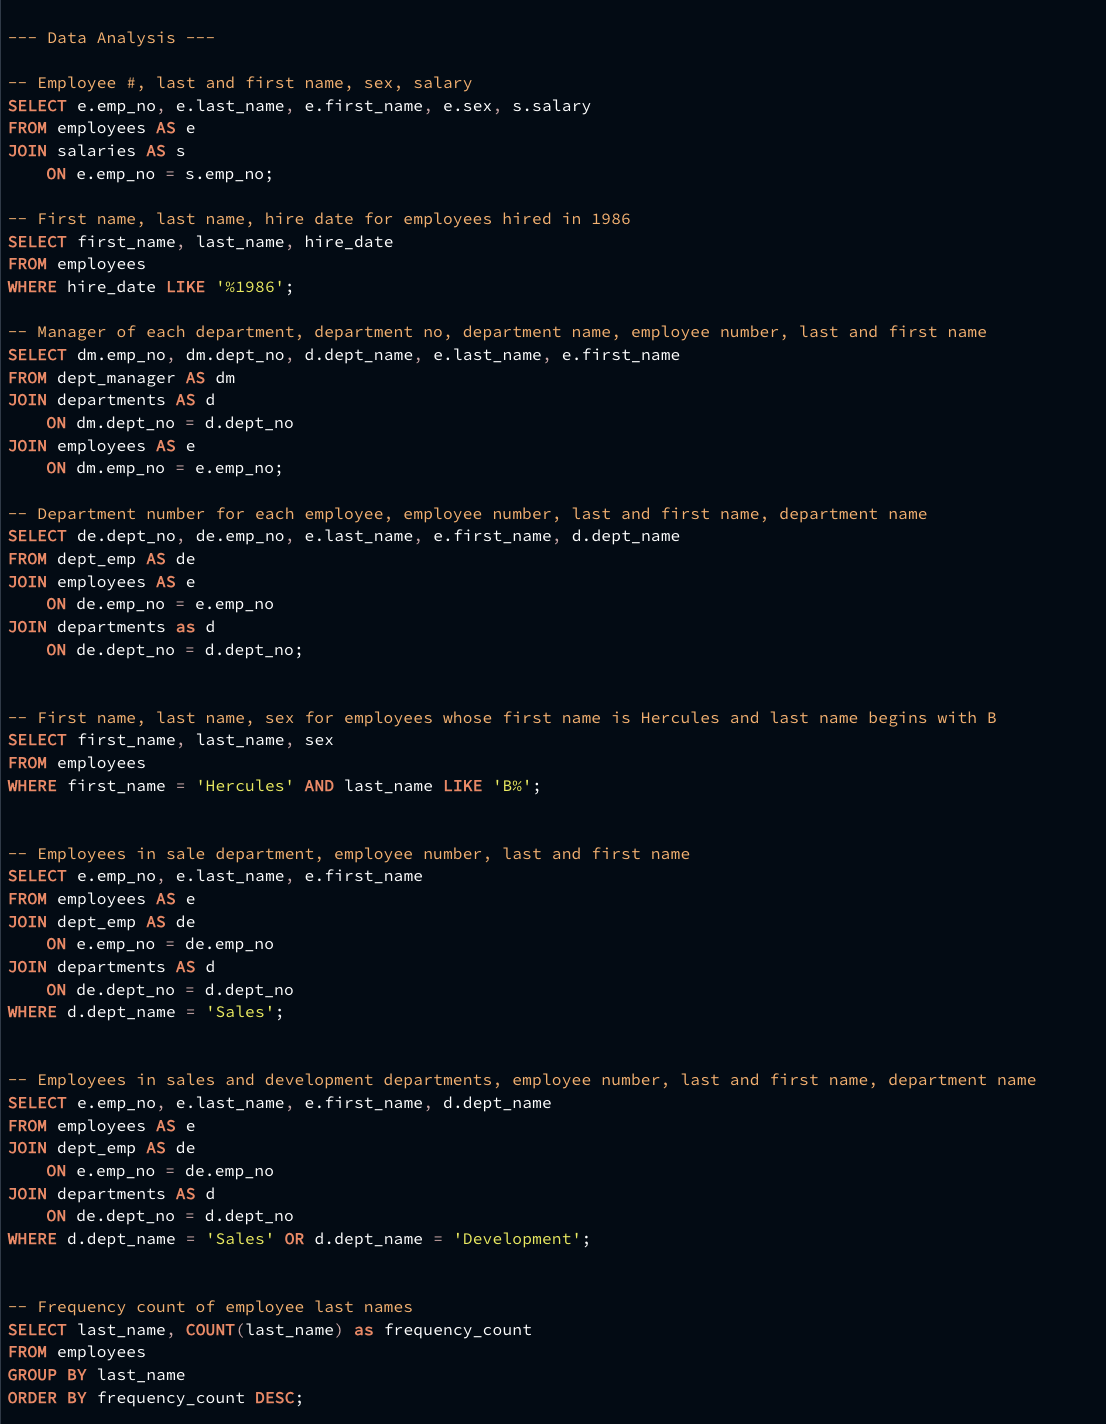 --- Data Analysis ---
-- Employee #, last and first name, sex, salary
SELECT e.emp_no, e.last_name, e.first_name, e.sex, s.salary
FROM employees AS e
JOIN salaries AS s
    ON e.emp_no = s.emp_no;
-- First name, last name, hire date for employees hired in 1986
SELECT first_name, last_name, hire_date
FROM employees
WHERE hire_date LIKE '%1986';
-- Manager of each department, department no, department name, employee number, last and first name
SELECT dm.emp_no, dm.dept_no, d.dept_name, e.last_name, e.first_name
FROM dept_manager AS dm
JOIN departments AS d
    ON dm.dept_no = d.dept_no
JOIN employees AS e
    ON dm.emp_no = e.emp_no;
-- Department number for each employee, employee number, last and first name, department name
SELECT de.dept_no, de.emp_no, e.last_name, e.first_name, d.dept_name
FROM dept_emp AS de
JOIN employees AS e
    ON de.emp_no = e.emp_no
JOIN departments as d
    ON de.dept_no = d.dept_no;
-- First name, last name, sex for employees whose first name is Hercules and last name begins with B
SELECT first_name, last_name, sex
FROM employees
WHERE first_name = 'Hercules' AND last_name LIKE 'B%';
-- Employees in sale department, employee number, last and first name
SELECT e.emp_no, e.last_name, e.first_name
FROM employees AS e
JOIN dept_emp AS de
    ON e.emp_no = de.emp_no
JOIN departments AS d
    ON de.dept_no = d.dept_no
WHERE d.dept_name = 'Sales';
-- Employees in sales and development departments, employee number, last and first name, department name
SELECT e.emp_no, e.last_name, e.first_name, d.dept_name
FROM employees AS e
JOIN dept_emp AS de
    ON e.emp_no = de.emp_no
JOIN departments AS d
    ON de.dept_no = d.dept_no
WHERE d.dept_name = 'Sales' OR d.dept_name = 'Development';
-- Frequency count of employee last names
SELECT last_name, COUNT(last_name) as frequency_count
FROM employees
GROUP BY last_name
ORDER BY frequency_count DESC;